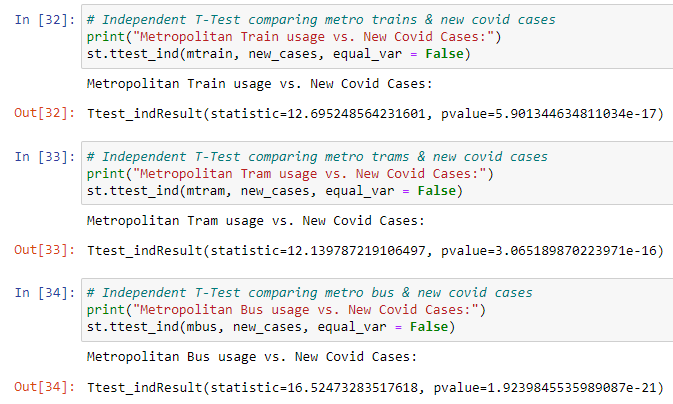 In [32]: # Independent T-Test comparing metro trains & new covid cases
print("Metropolitan Train usage vs. New Covid Cases:")
st.ttest_ind(mtrain, new_cases, equal_var = False)
Metropolitan Train usage vs. New Covid Cases:
Out[32]: Ttest_indResult(statistic=12.695248564231601, pvalue=5.901344634811034e-17)
In [33]: # Independent T-Test comparing metro trams & new covid cases
print("Metropolitan Tram usage vs. New Covid Cases:")
st.ttest_ind(mtram, new_cases, equal_var = False)
Metropolitan Tram usage vs. New Covid Cases:
Out[33]: Ttest_indResult(statistic=12.139787219106497, pvalue=3.065189870223971e-16)
In [34]: # Independent T-Test comparing metro bus & new covid cases
print("Metropolitan Bus usage vs. New Covid Cases:")
st.ttest_ind(mbus, new_cases, equal_var = False)
Metropolitan Bus usage vs. New Covid Cases:
Out[34]: Ttest_indResult(statistic=16.52473283517618, pvalue=1.9239845535989087e-21)